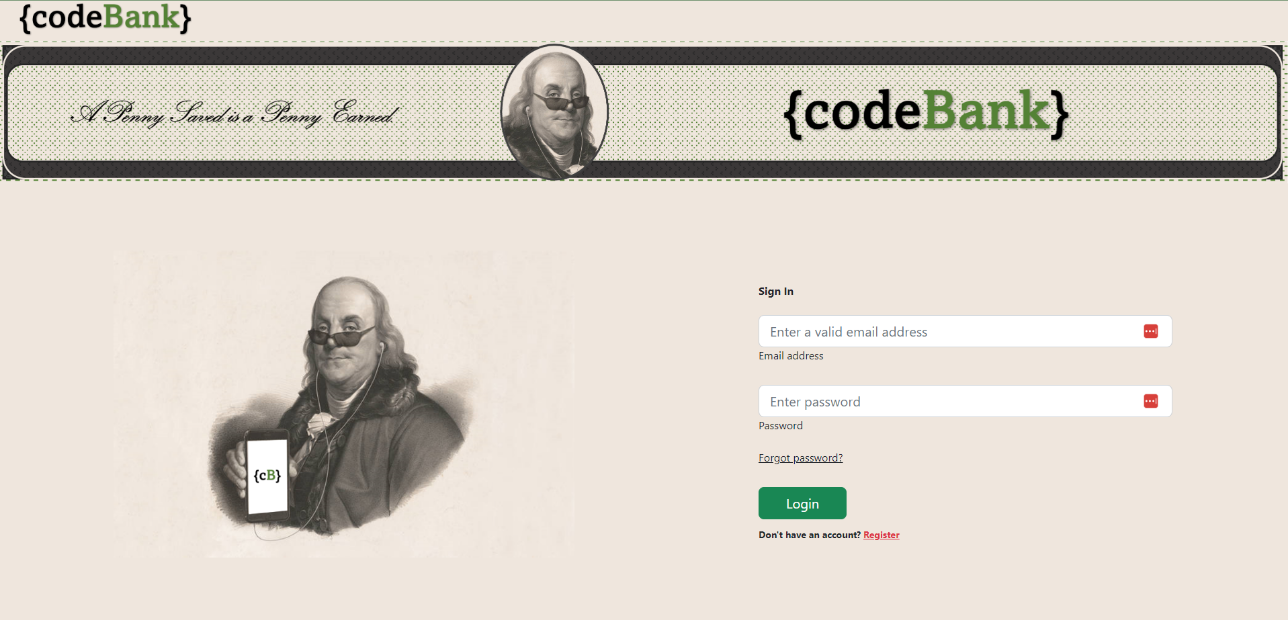 {codeBank}
A Penny Saved is a Penny Earned.
{codeBank}
Sign In
Enter a valid email address
Email address
Enter password
Password
Forgot password?
{cB}
Login
Don't have an account? Register